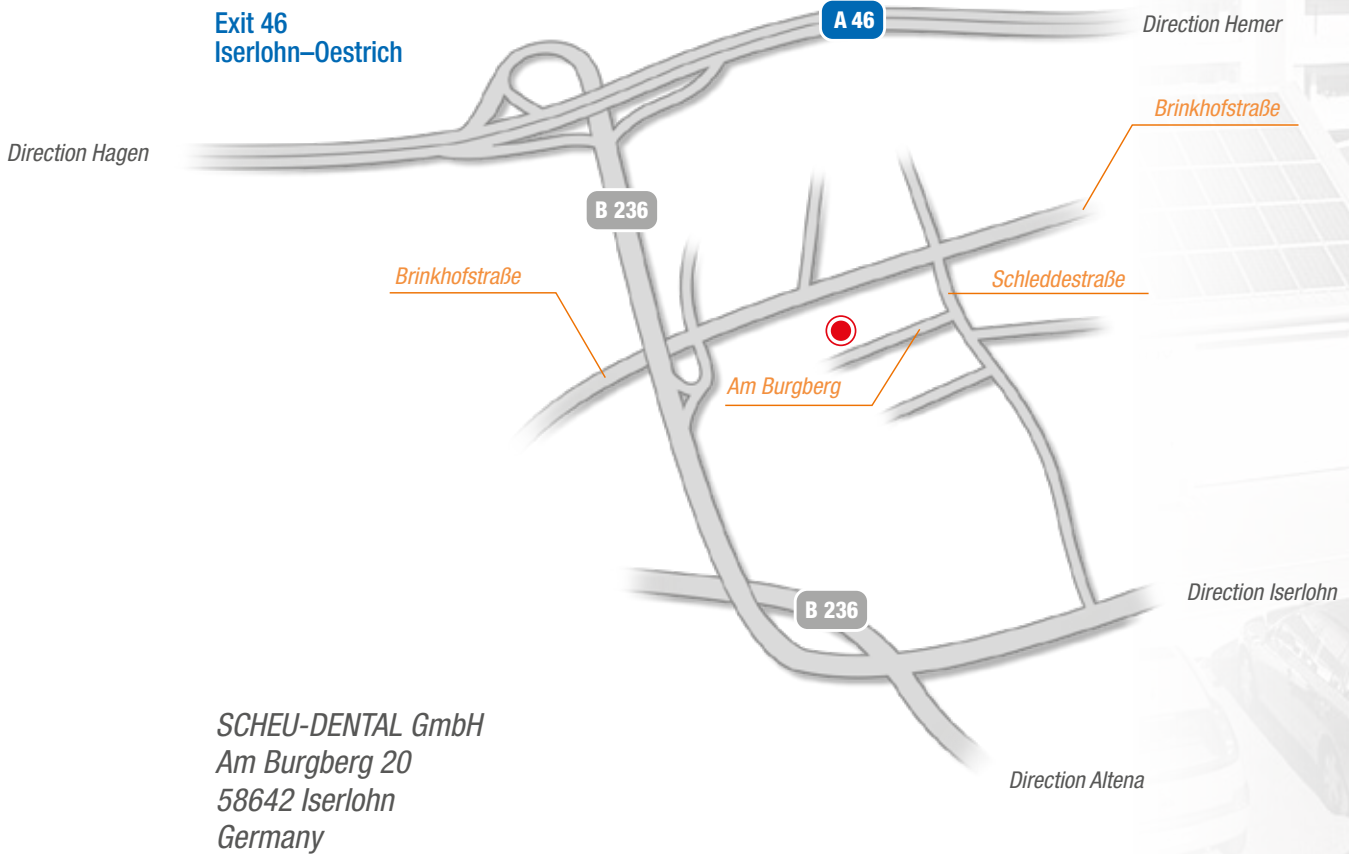 Exit 46
Iserlohn–Oestrich
A 46
Direction Hemer
Brinkhofstraße
Direction Hagen
B 236
Brinkhofstraße
Schleddestraße
Am Burgberg
B 236
Direction Iserlohn
SCHEU-DENTAL GmbH
Am Burgberg 20
58642 Iserlohn
Germany
Direction Altena